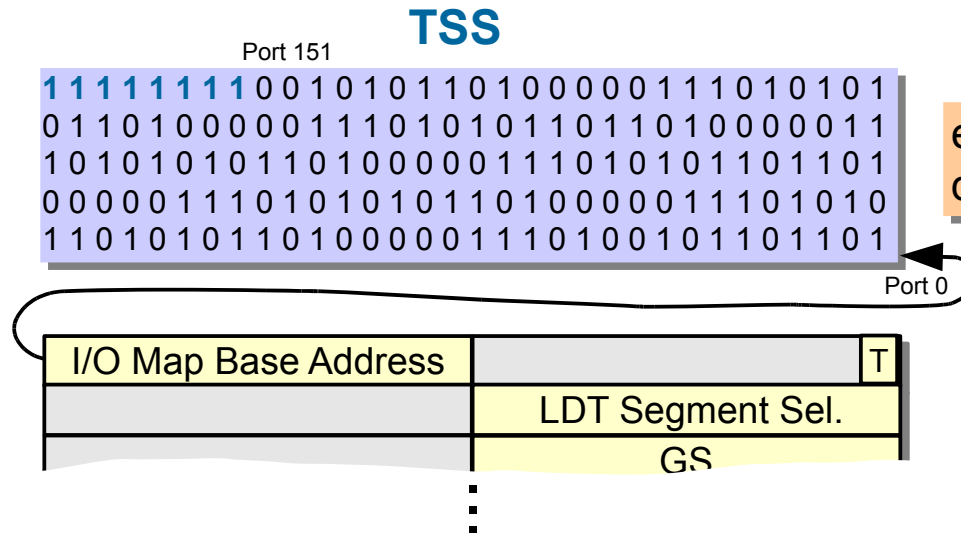 TSS
Port 151
1 1 1 1 1 1 1 1 0 0 1 0 1 0 1 1 0 1 0 0 0 0 0 1 1 1 0 1 0 1 0 1
0 1 1 0 1 0 0 0 0 0 1 1 1 0 1 0 1 0 1 1 0 1 1 0 1 0 0 0 0 0 1 1
1 0 1 0 1 0 1 0 1 1 0 1 0 0 0 0 0 1 1 1 0 1 0 1 0 1 1 0 1 1 0 1
0 0 0 0 0 1 1 1 0 1 0 1 0 1 0 1 1 0 1 0 0 0 0 0 1 1 1 0 1 0 1 0
1 1 0 1 0 1 0 1 1 0 1 0 0 0 0 0 1 1 1 0 1 0 0 1 0 1 1 0 1 1 0 1
Port 0
I/O Map Base Address T
LDT Segment Sel.
GS